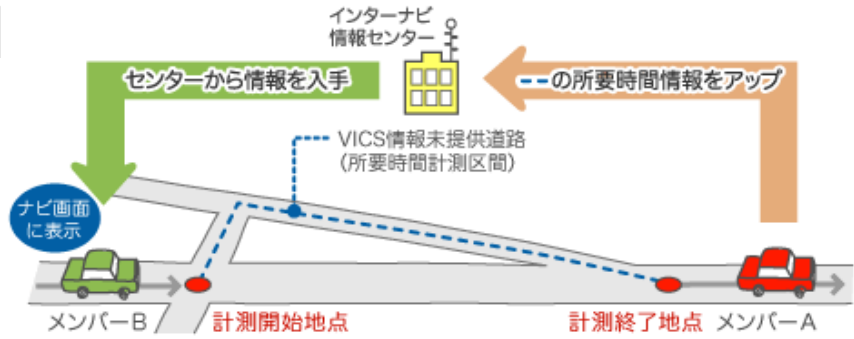 インターナビ
情報センター
センターから情報を入手
の所要時間情報をアップ
VICS情報未提供道路
（所要時間計測区間）
ナビ画面
に表示
メンバーB
計測開始地点
計測終了地点
メンバーA